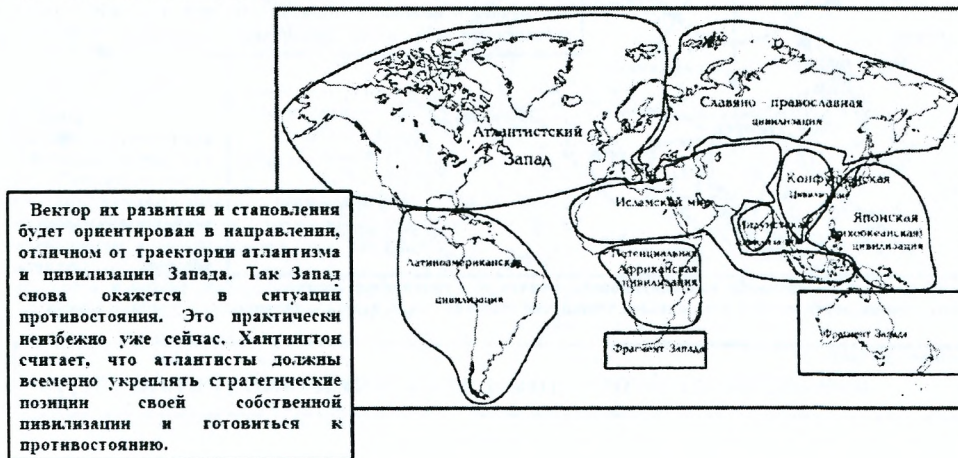 Атлантистский
Запад
Славяно - православная
цивилизация
Исламский мир
Конфуцианская
Цивилизация
Японская
(тихоокеанская)
цивилизация
Латиноамериканская
цивилизация
Потенциальная
Африканская
цивилизация
Фрагмент Запада
Фрагмент Запада
Вектор их развития и становления
будет ориентирован в направлении,
отличном от траектории атлантизма
и цивилизации Запада. Так Запад
снова окажется в ситуации
противостояния. Это практически
неизбежно уже сейчас. Хантингтон
считает, что атлантисты должны
всемерно укреплять стратегические
позиции своей собственной
цивилизации и готовиться к
противостоянию.